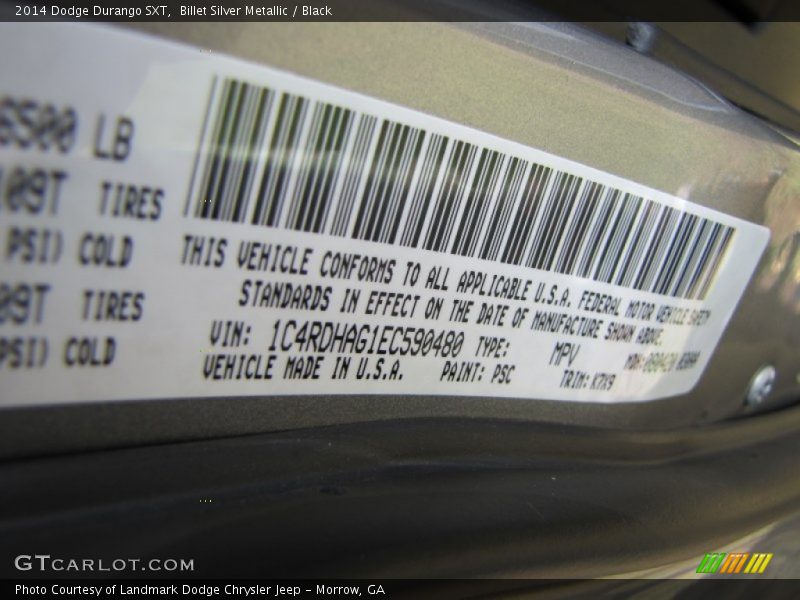 2014 Dodge Durango SXT, Billet Silver Metallic / Black
6500 LB
109T TIRES
PSI) COLD
09T TIRES
PSI) COLD
THIS VEHICLE CONFORMS TO ALL APPLICABLE U.S.A. FEDERAL MOTOR VEHICLE SAFETY
STANDARDS IN EFFECT ON THE DATE OF MANUFACTURE SHOWN ABOVE.
VIN: 1C4RDHAG1EC590480 TYPE: MPV
VEHICLE MADE IN U.S.A. PAINT: PSC TRIM: K7X9
GTCARLOT.COM
Photo Courtesy of Landmark Dodge Chrysler Jeep – Morrow, GA